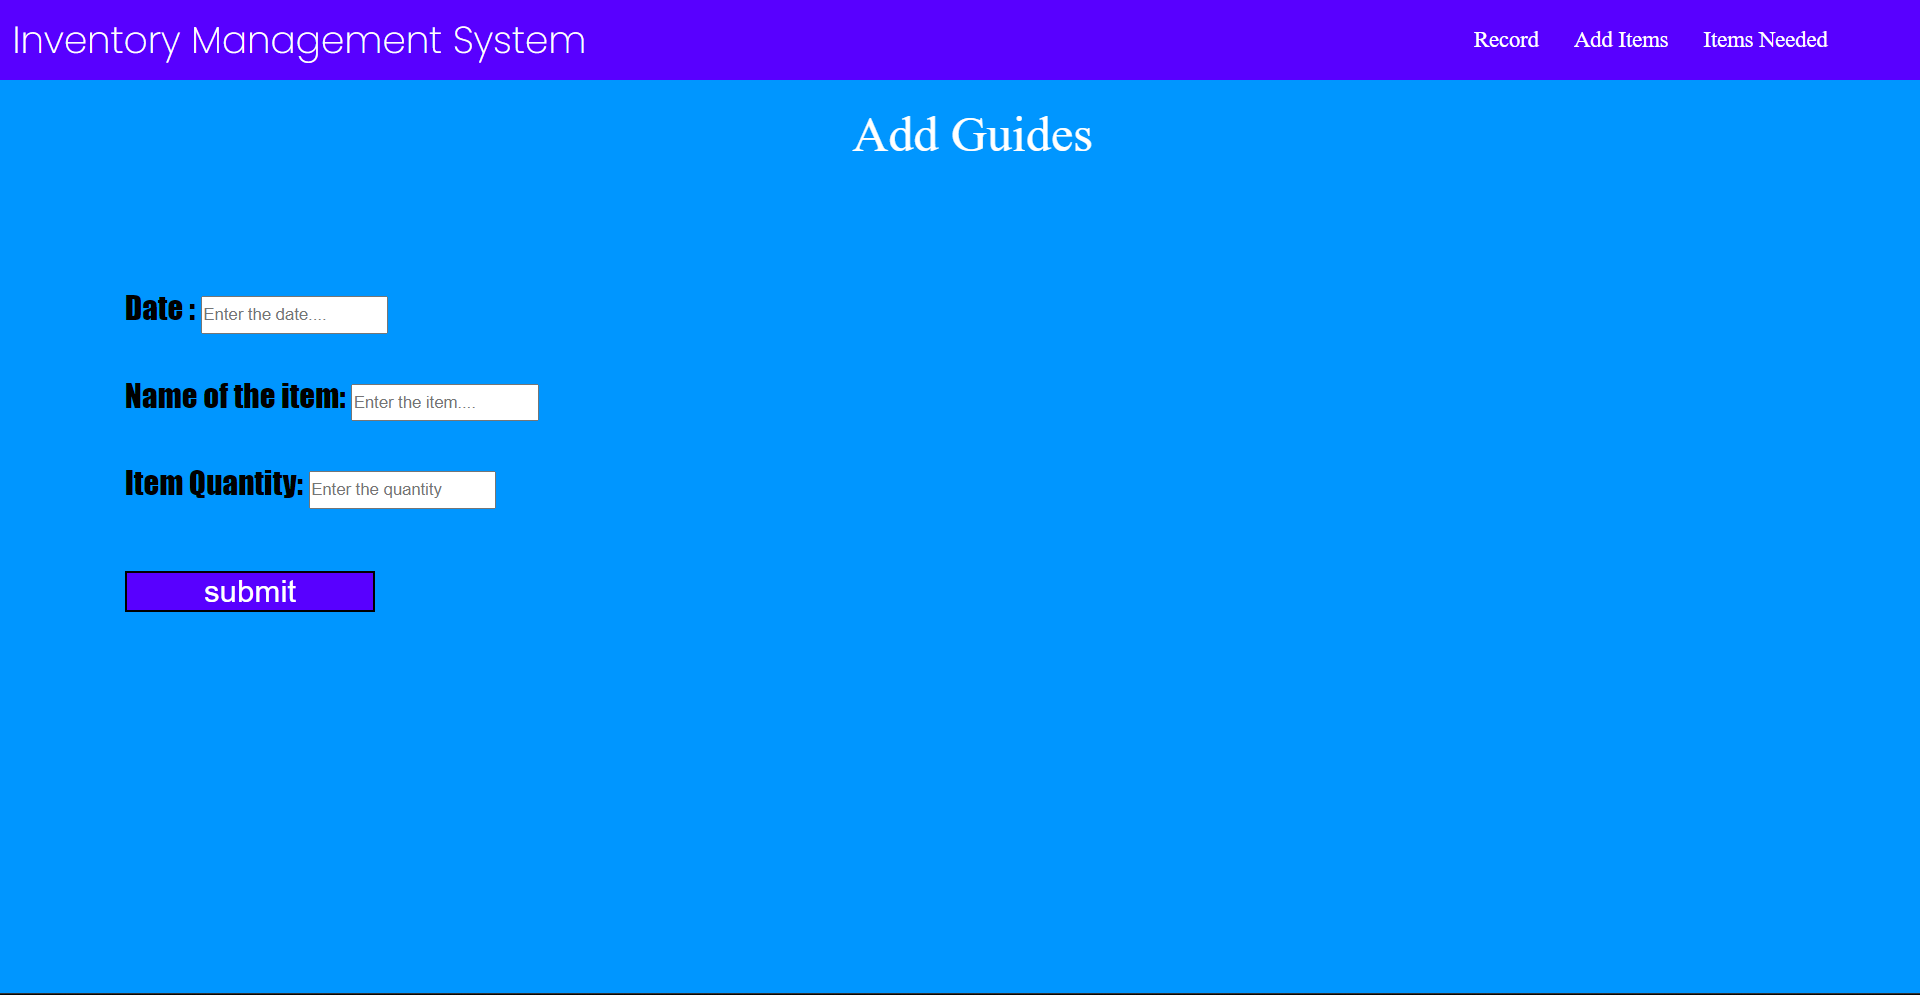 Inventory Management System Record Add Items Items Needed
Add Guides
Date : Enter the date....
Name of the item: Enter the item....
Item Quantity: Enter the quantity
submit